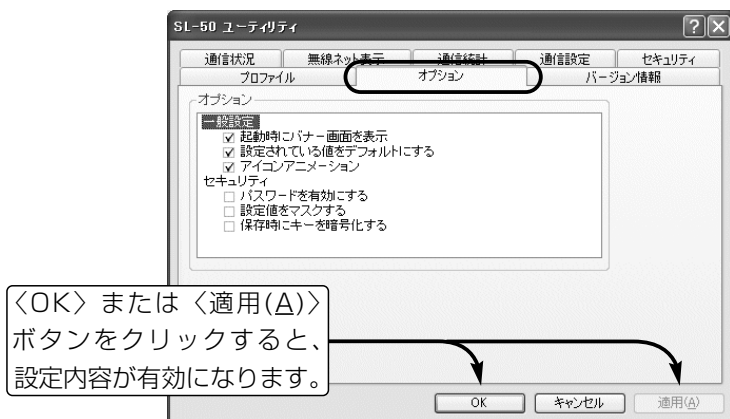 SL-50 ユーティリティ
通信状況 無線ネット表示 通信統計 通信設定 セキュリティ
プロファイル オプション バージョン情報
オプション
一般設定
起動時にバナー画面を表示
設定されている値をデフォルトにする
アイコンアニメーション
セキュリティ
パスワードを有効にする
設定値をマスクする
保存時にキーを暗号化する
〈OK〉または〈適用(A)〉
ボタンをクリックすると、
設定内容が有効になります。
OK キャンセル 適用(A)